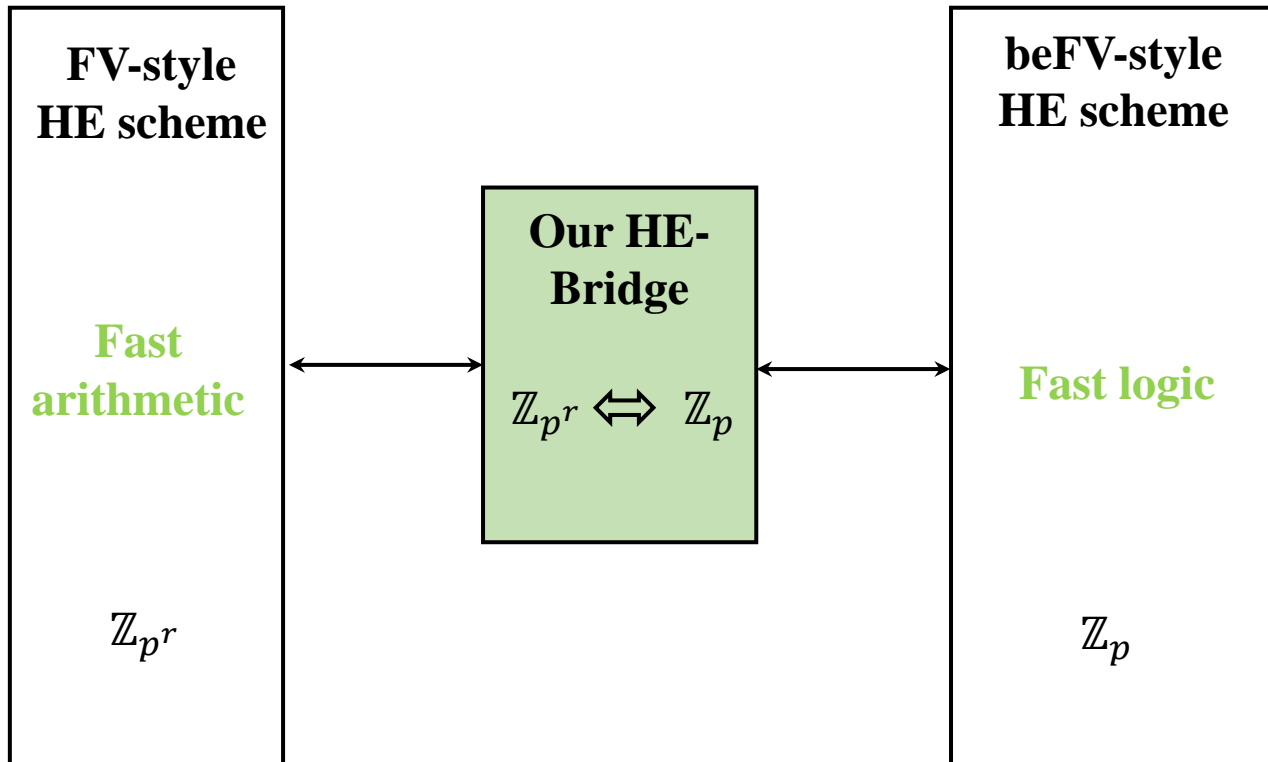 FV-style
HE scheme
Fast
arithmetic
ℤ_{p^r}
Our HE-
Bridge
ℤ_{p^r} ⇔ ℤ_p
beFV-style
HE scheme
Fast logic
ℤ_p